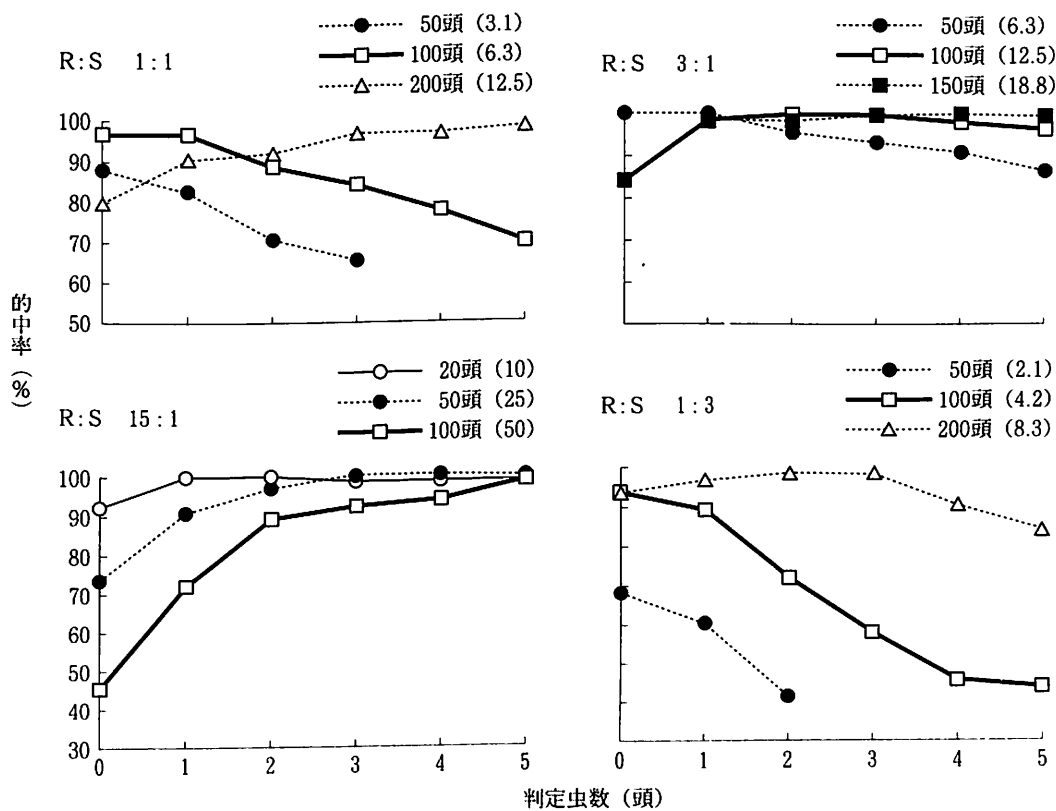 R:S 1:1
50頭 (3.1)
100頭 (6.3)
200頭 (12.5)
R:S 3:1
50頭 (6.3)
100頭 (12.5)
150頭 (18.8)
100
90
80
70
60
50
的中率 (%)
R:S 15:1
20頭 (10)
50頭 (25)
100頭 (50)
R:S 1:3
50頭 (2.1)
100頭 (4.2)
200頭 (8.3)
100
90
80
70
60
50
40
30
0 1 2 3 4 5
0 1 2 3 4 5
判定虫数 (頭)